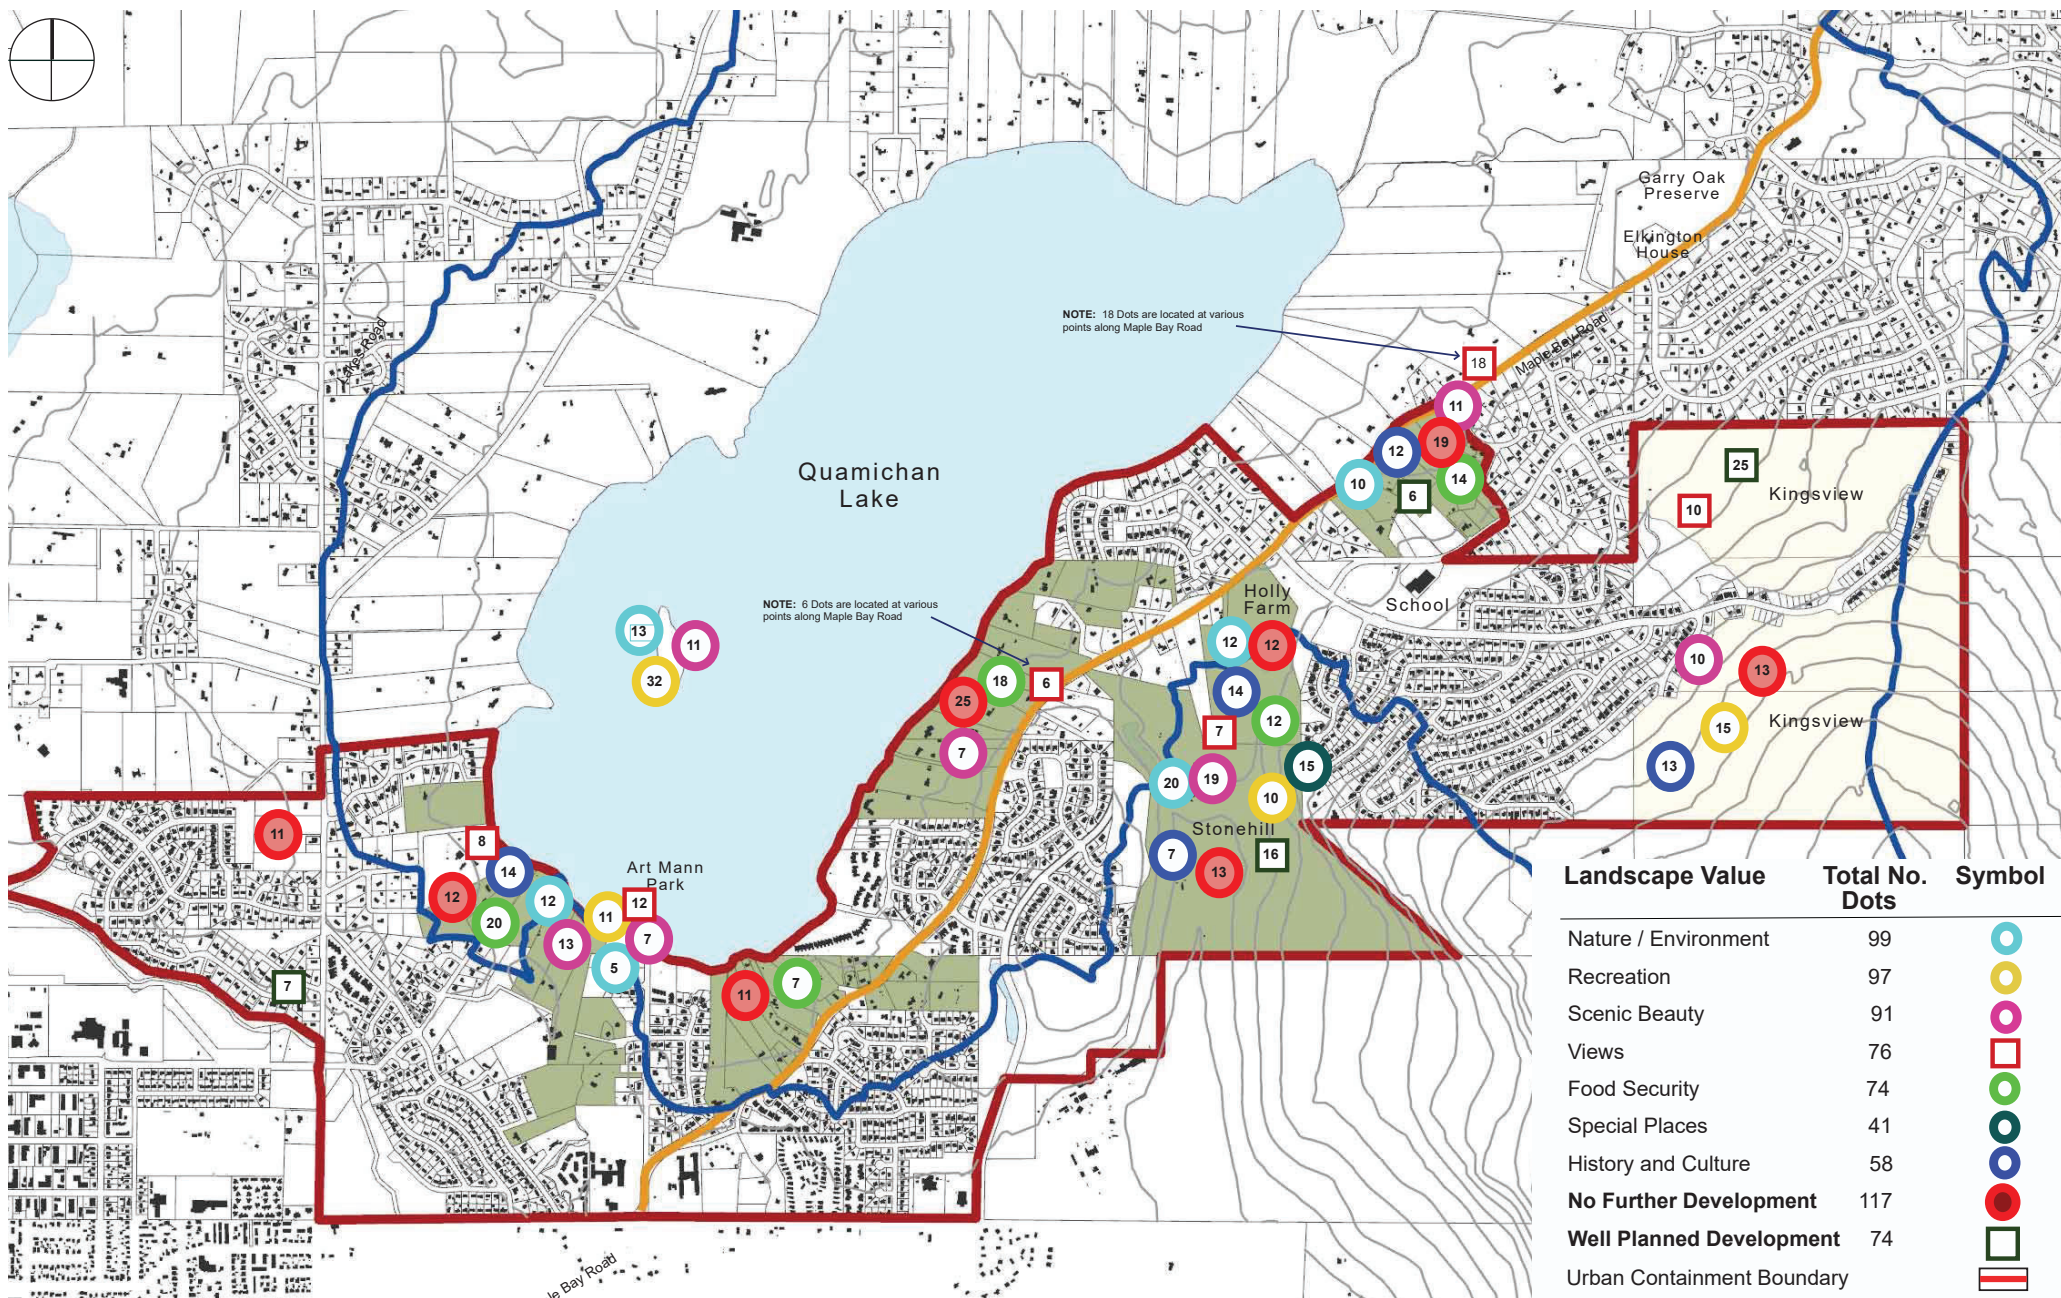 Garry Oak
Preserve
Elkington
House
NOTE: 18 Dots are located at various
points along Maple Bay Road
Maple Bay Road
Lakes Road
18
11
19
12
14
10
6
25
Kingsview
10
Quamichan
Lake
Holly
Farm
School
NOTE: 6 Dots are located at various
points along Maple Bay Road
13
11
32
12
12
18
6
25
14
7
12
7
15
20
19
10
Stonehill
7
13
16
10
13
15
Kingsview
13
11
8
14
Art Mann
Park
12
20
12
11
12
13
7
5
7
11
7
le Bay Road
Landscape Value Total No. Dots Symbol
Nature / Environment 99
Recreation 97
Scenic Beauty 91
Views 76
Food Security 74
Special Places 41
History and Culture 58
No Further Development 117
Well Planned Development 74
Urban Containment Boundary